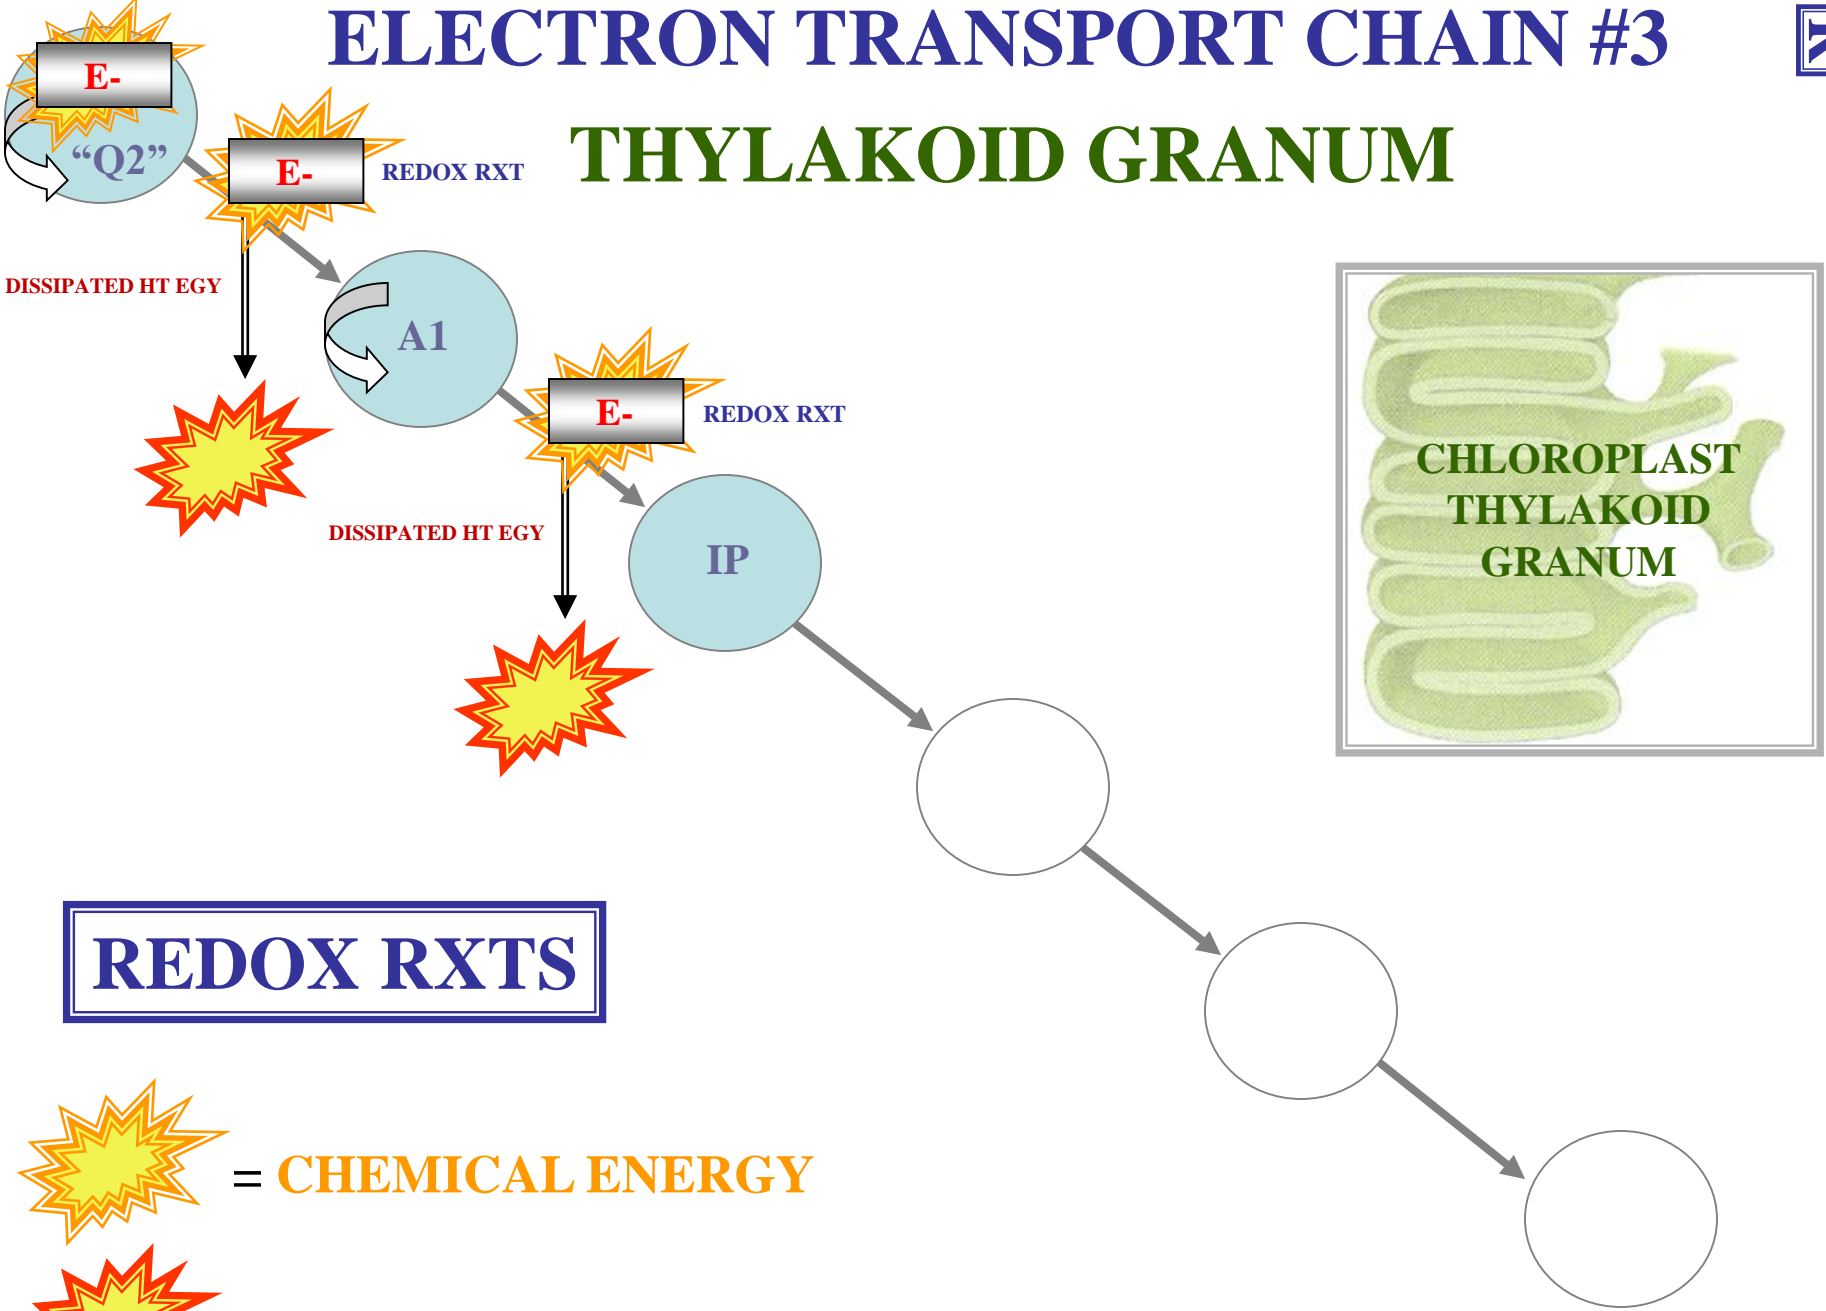 ELECTRON TRANSPORT CHAIN #3
THYLAKOID GRANUM
E-
“Q2”
E-
REDOX RXT
DISSIPATED HT EGY
A1
E-
REDOX RXT
DISSIPATED HT EGY
IP
CHLOROPLAST
THYLAKOID
GRANUM
REDOX RXTS
= CHEMICAL ENERGY